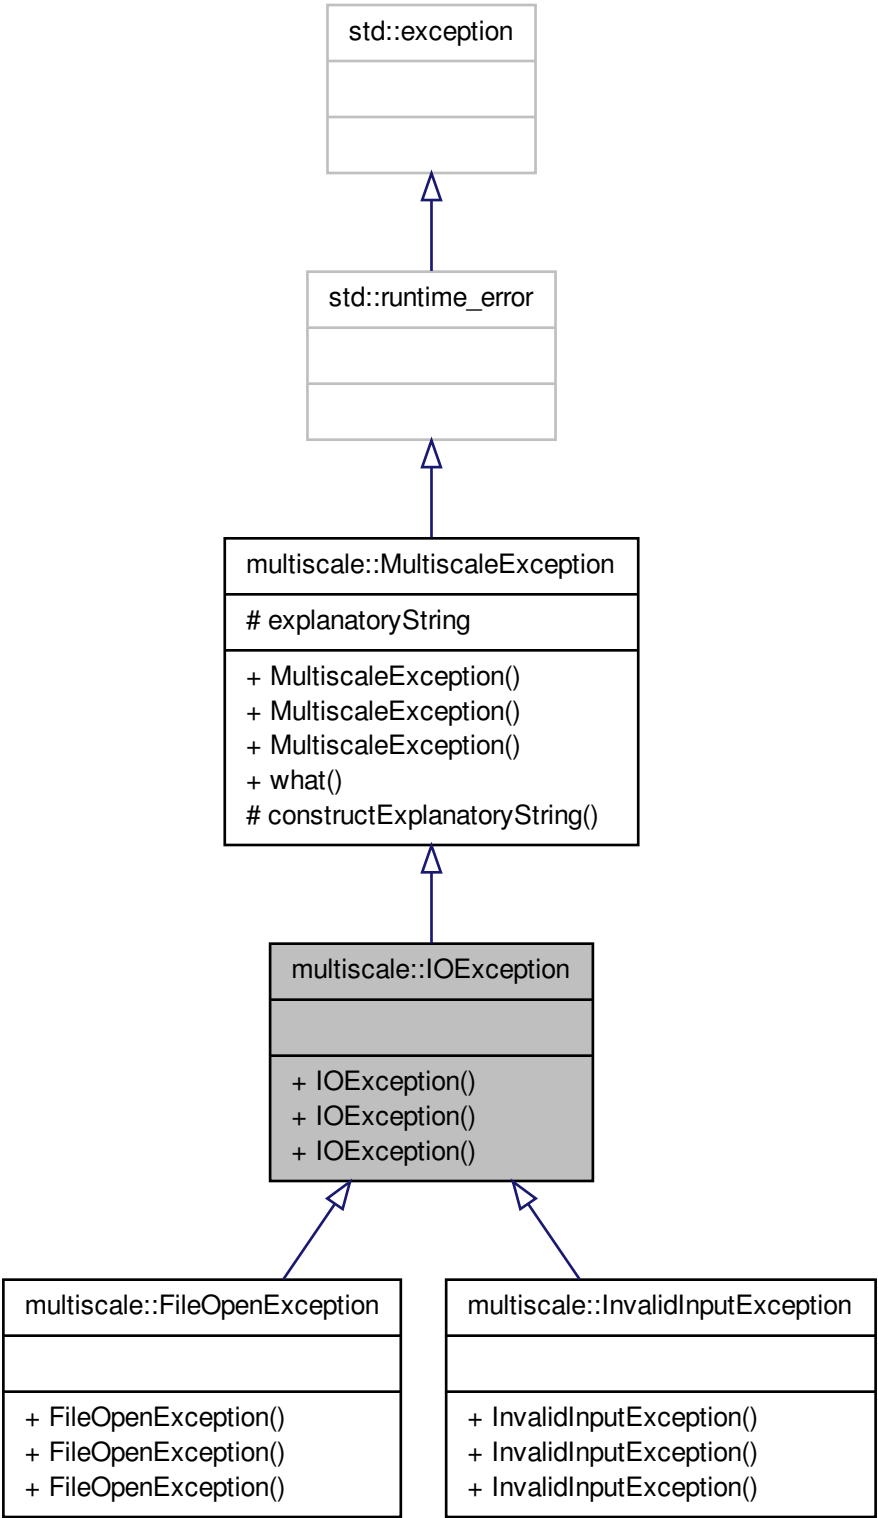 std::exception
std::runtime_error
multiscale::MultiscaleException
# explanatoryString
+ MultiscaleException()
+ MultiscaleException()
+ MultiscaleException()
+ what()
# constructExplanatoryString()
multiscale::IOException
+ IOException()
+ IOException()
+ IOException()
multiscale::FileOpenException
+ FileOpenException()
+ FileOpenException()
+ FileOpenException()
multiscale::InvalidInputException
+ InvalidInputException()
+ InvalidInputException()
+ InvalidInputException()